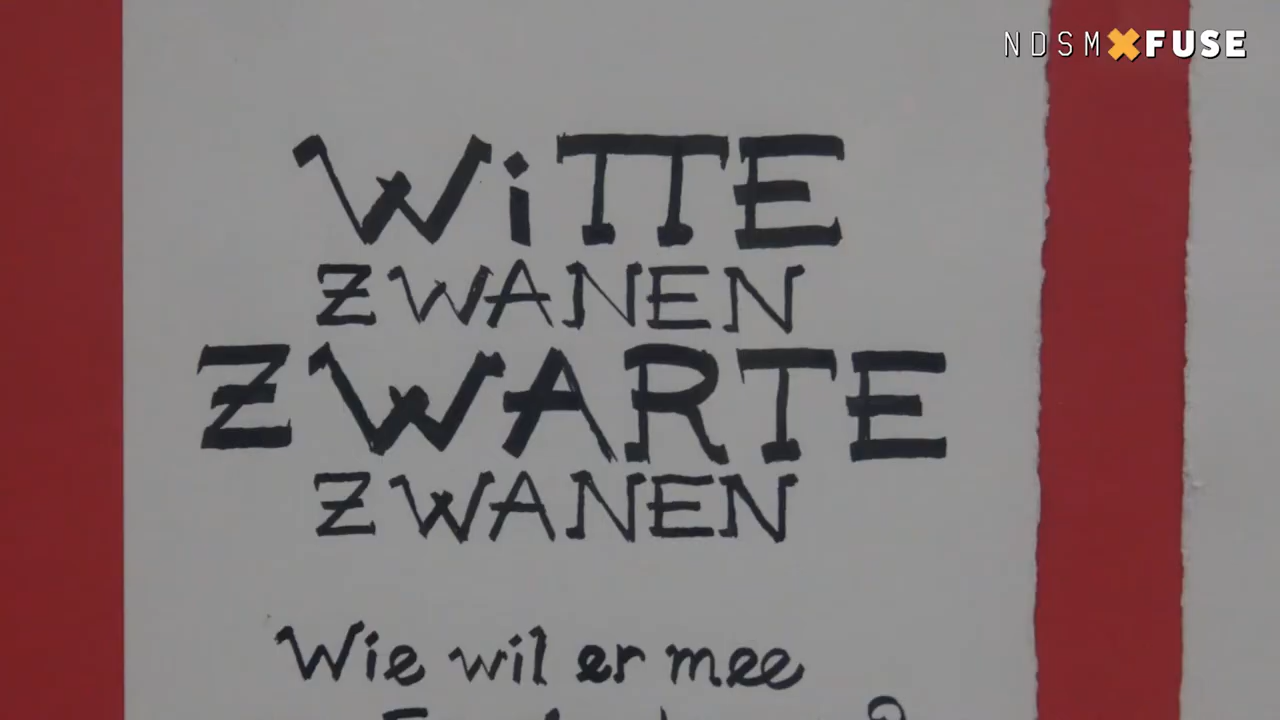 NDSM✖FUSE
WiTTE
ZWANEN
ZWARTE
ZWANEN
Wie wil er mee